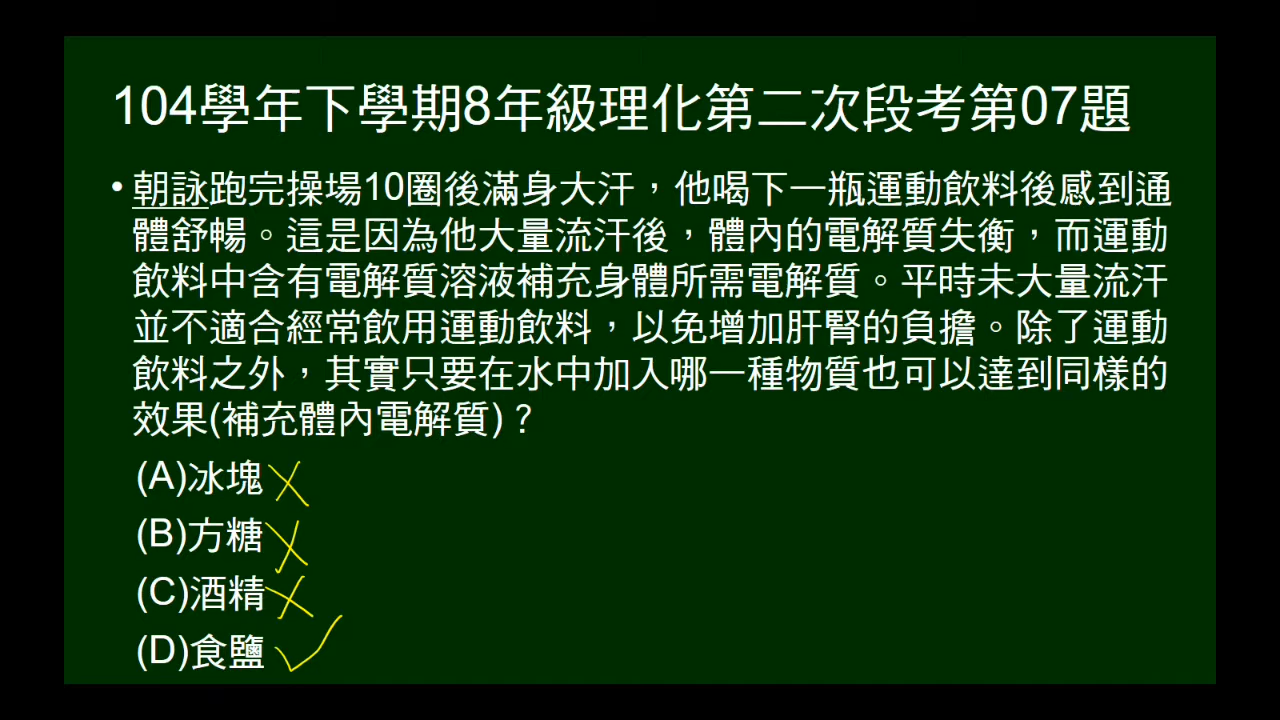 104學年下學期8年級理化第二次段考第07題
•朝詠跑完操場10圈後滿身大汗，他喝下一瓶運動飲料後感到通
體舒暢。這是因為他大量流汗後，體內的電解質失衡，而運動
飲料中含有電解質溶液補充身體所需電解質。平時未大量流汗
並不適合經常飲用運動飲料，以免增加肝腎的負擔。除了運動
飲料之外，其實只要在水中加入哪一種物質也可以達到同樣的
效果(補充體內電解質)？
(A)冰塊
(B)方糖
(C)酒精
(D)食鹽